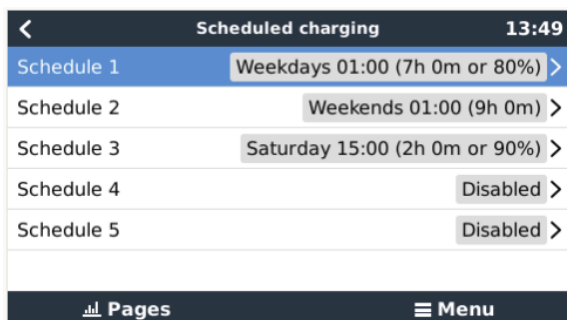 Scheduled charging 13:49
Schedule 1 Weekdays 01:00 (7h 0m or 80%)
Schedule 2 Weekends 01:00 (9h 0m)
Schedule 3 Saturday 15:00 (2h 0m or 90%)
Schedule 4 Disabled
Schedule 5 Disabled
Pages Menu